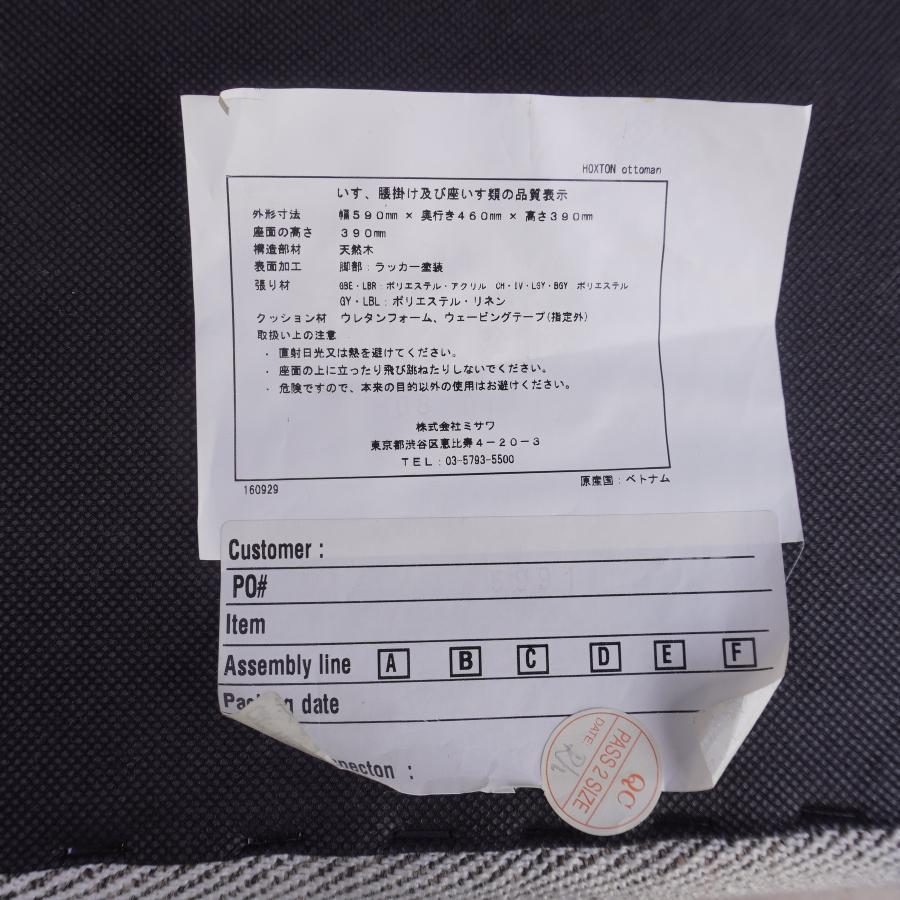 HOXTON ottoman
いす、腰掛け及び座いす類の品質表示
外形寸法 幅590mm × 奥行き460mm × 高さ390mm
座面の高さ 390mm
構造部材 天然木
表面加工 脚部：ラッカー塗装
張り材 GBE・LBR：ポリエステル・アクリル CH・IV・LGY・BGY ポリエステル
GY・LBL：ポリエステル・リネン
クッション材 ウレタンフォーム、ウェービングテープ(指定外)
取扱い上の注意
・ 直射日光又は熱を避けてください。
・ 座面の上に立ったり飛び跳ねたりしないでください。
・ 危険ですので、本来の目的以外の使用はお避けください。
株式会社ミサワ
東京都渋谷区恵比寿4－20－3
TEL：03-5793-5500
160929 原産国：ベトナム
Customer :
PO#
Item
Assembly line A B C D E F
date
QC
PASS 2 SIZE
DATE: